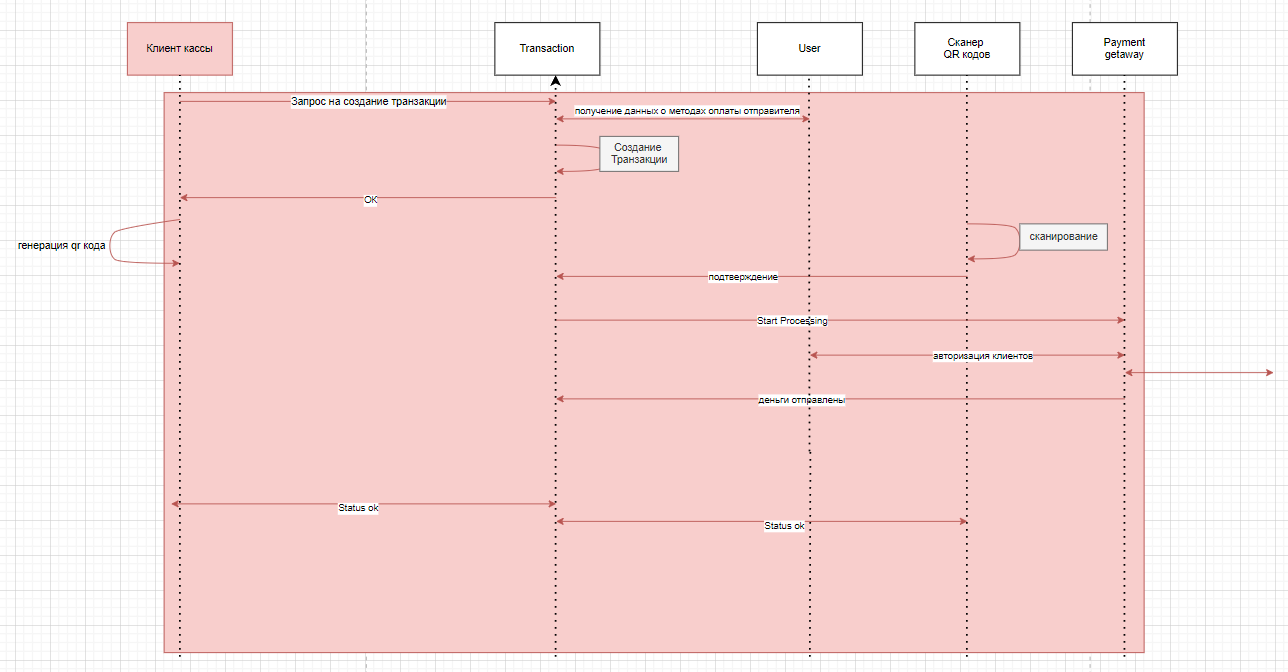 Клиент кассы
Transaction
User
Сканер
QR кодов
Payment
getaway
Запрос на создание транзакции
получение данных о методах оплаты отправителя
Создание
Транзакции
OK
генерация qr кода
сканирование
подтверждение
Start Processing
авторизация клиентов
деньги отправлены
Status ok
Status ok